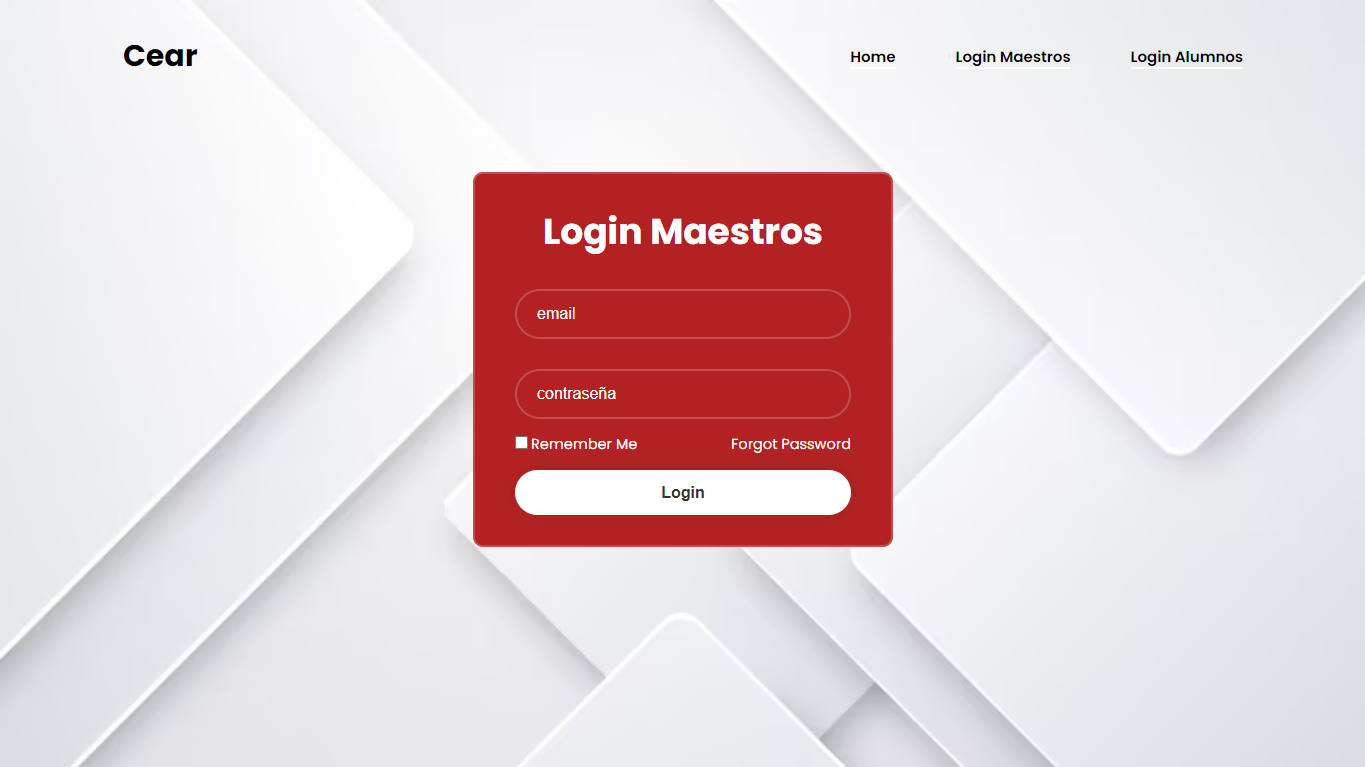 Cear
Home Login Maestros Login Alumnos
Login Maestros
email
contraseña
Remember Me Forgot Password
Login